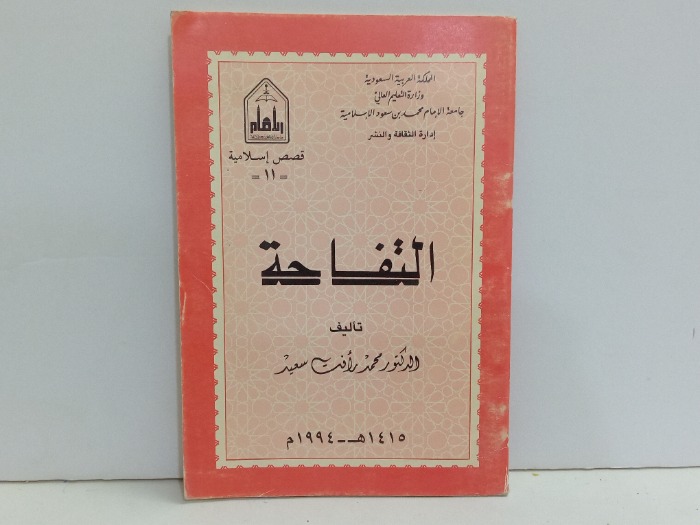 المملكة العربية السعودية
وزارة التعليم العالي
جامعة الإمام محمد بن سعود الإسلامية
إدارة الثقافة والنشر
الإمام
قصص إسلامية
= ١١ =
التفاحة
تأليف
الدكتور محمد رأفت سعيد
١٤١٥هـ - ١٩٩٤م